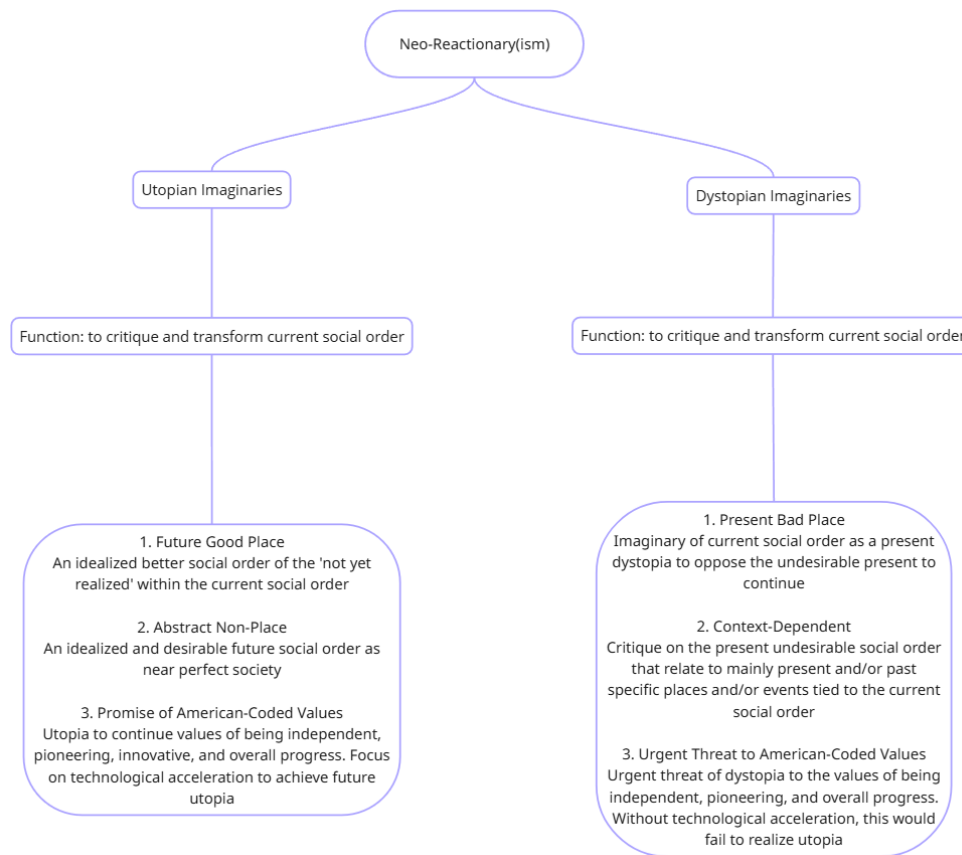 Neo-Reactionary(ism)
Utopian Imaginaries
Dystopian Imaginaries
Function: to critique and transform current social order
Function: to critique and transform current social order
1. Future Good Place
An idealized better social order of the 'not yet
realized' within the current social order
2. Abstract Non-Place
An idealized and desirable future social order as
near perfect society
3. Promise of American-Coded Values
Utopia to continue values of being independent,
pioneering, innovative, and overall progress. Focus
on technological acceleration to achieve future
utopia
1. Present Bad Place
Imaginary of current social order as a present
dystopia to oppose the undesirable present to
continue
2. Context-Dependent
Critique on the present undesirable social order
that relate to mainly present and/or past
specific places and/or events tied to the current
social order
3. Urgent Threat to American-Coded Values
Urgent threat of dystopia to the values of being
independent, pioneering, and overall progress.
Without technological acceleration, this would
fail to realize utopia